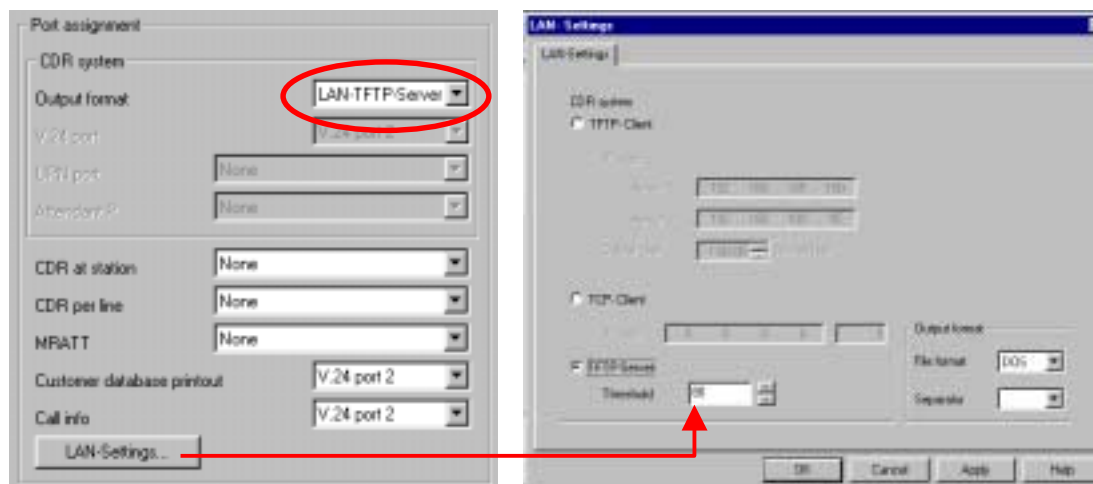 Port assignment
CDR system
Output format LAN-TFTP-Server
V.24 port V.24 port 2
URN port None
Attendant P None
CDR at station None
CDR per line None
MRATT None
Customer database printout V.24 port 2
Call info V.24 port 2
LAN-Settings...
LAN- Settings
LAN-Settings
CDR system
TFTP-Client
TCP-Client
TFTP-Server
Threshold
Output format
File format DOS
Separator
OK Cancel Apply Help